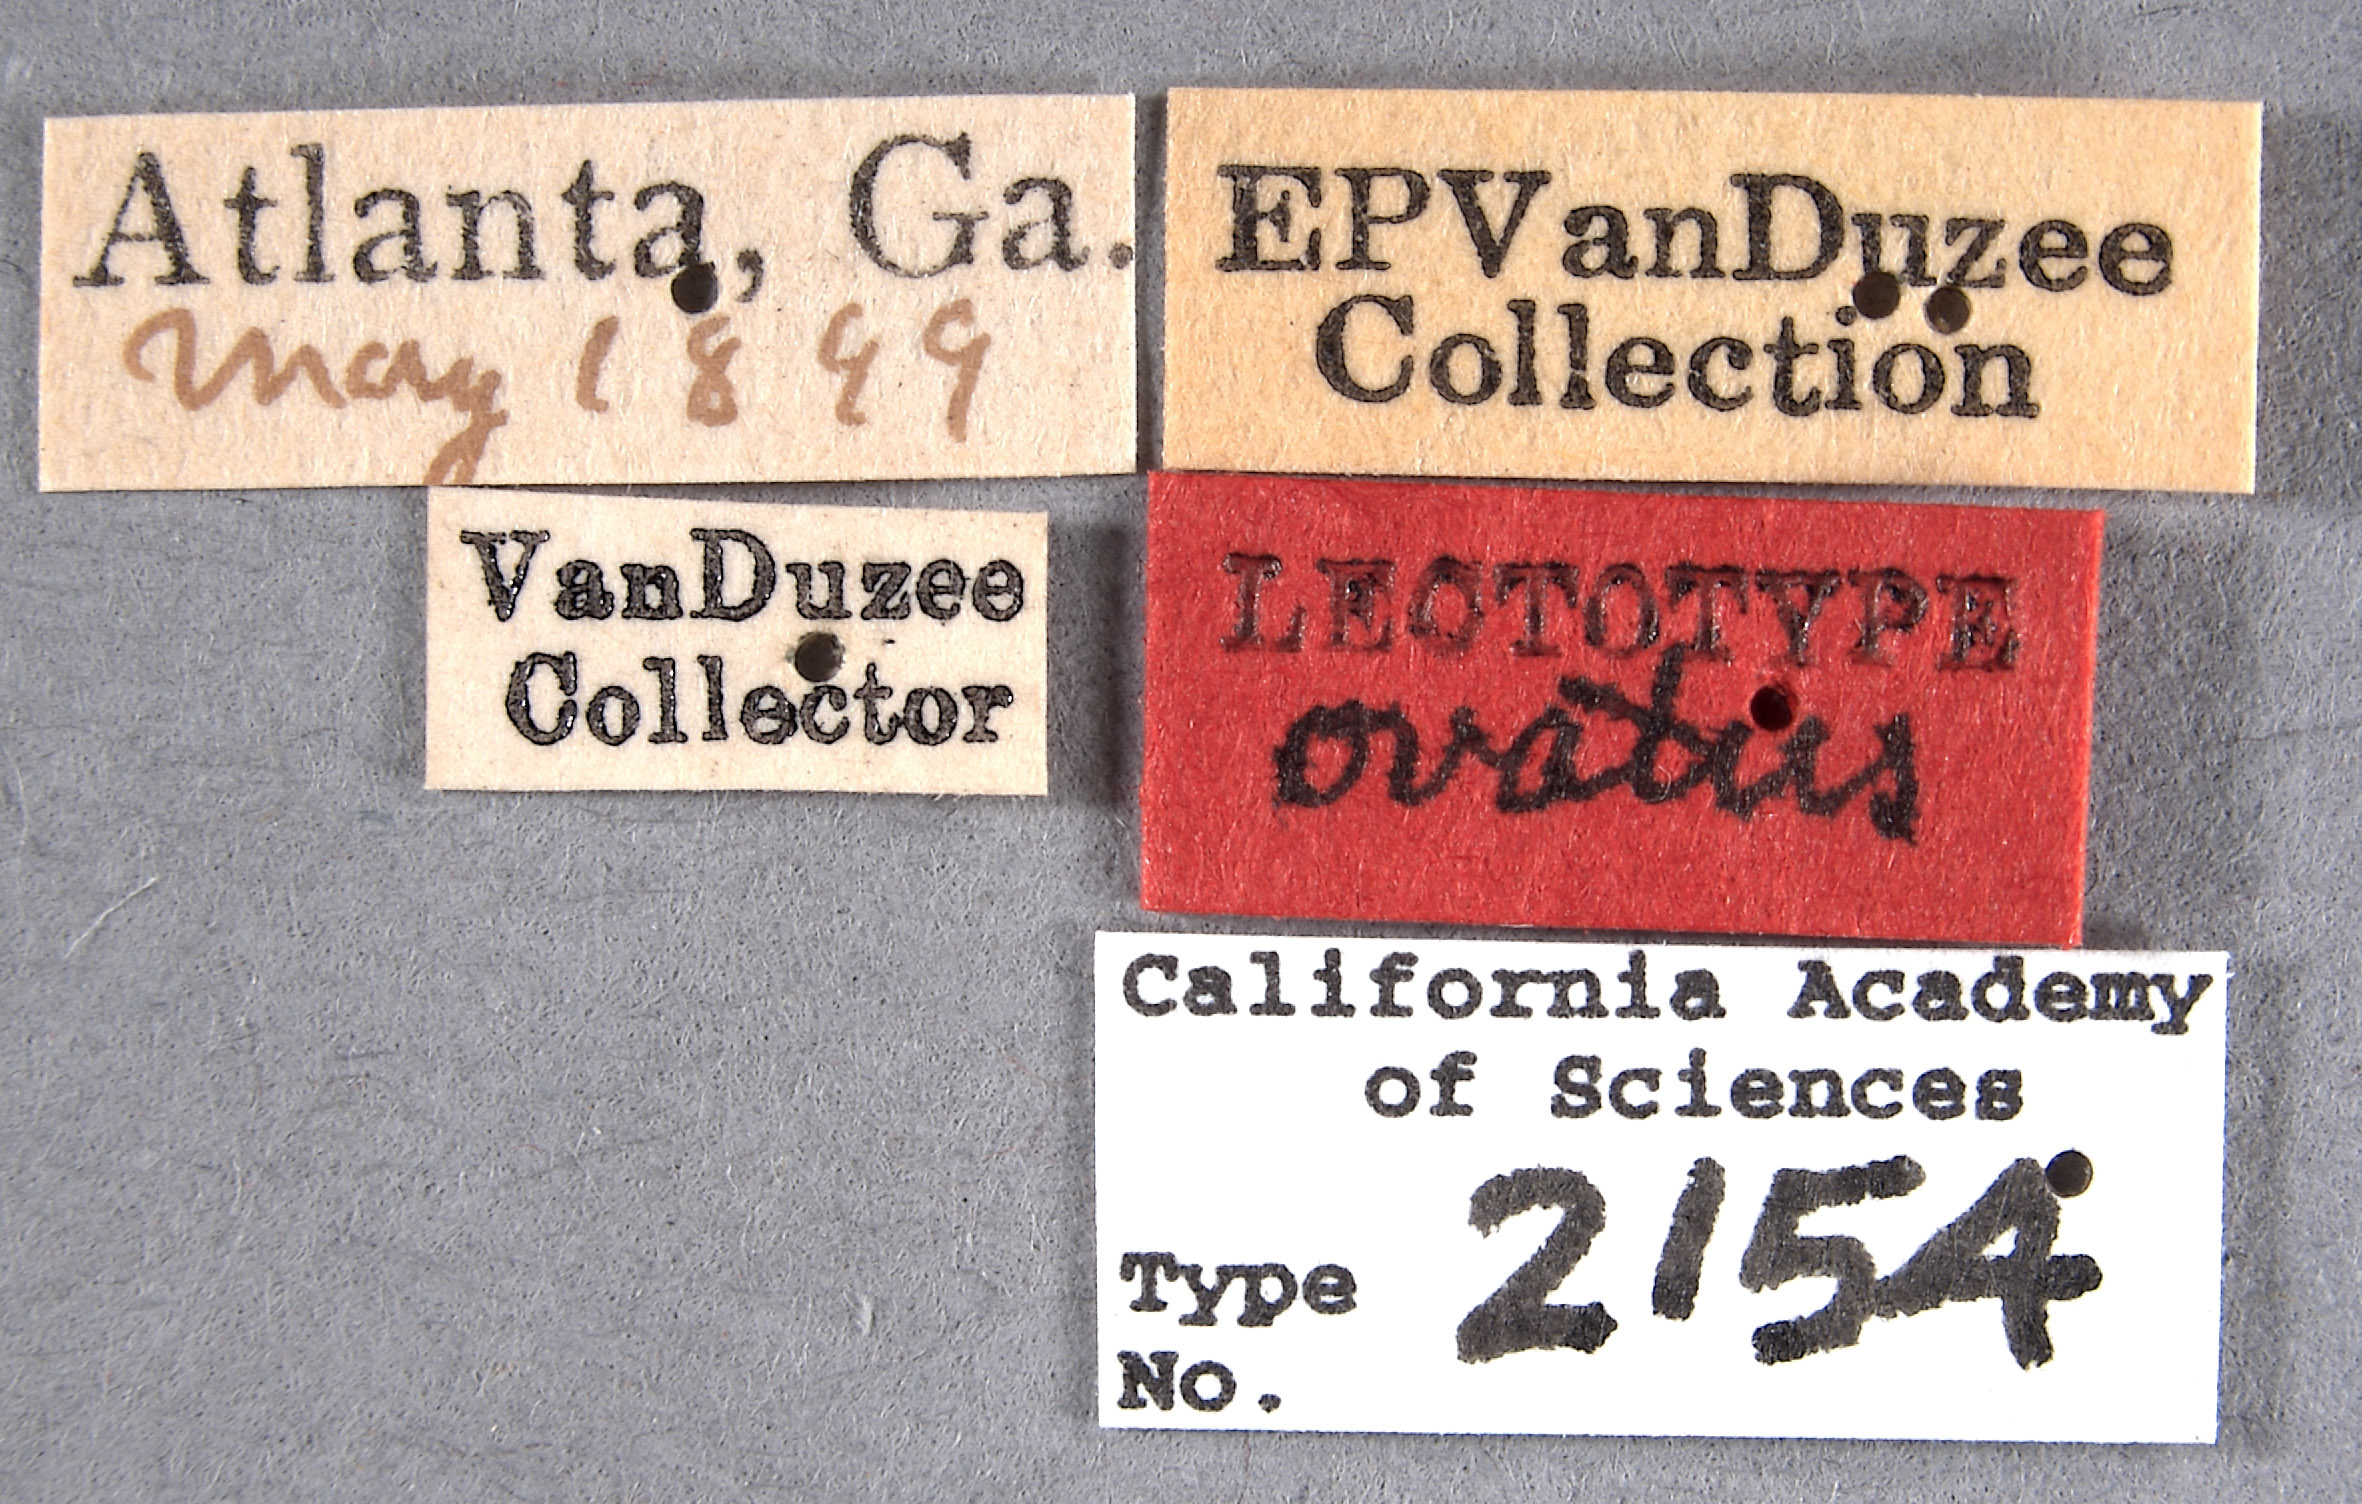 Atlanta, Ga.
May 1899
EPVanDuzee
Collection
VanDuzee
Collector
LECTOTYPE
ovatus
California Academy
of Sciences
Type
No. 2154